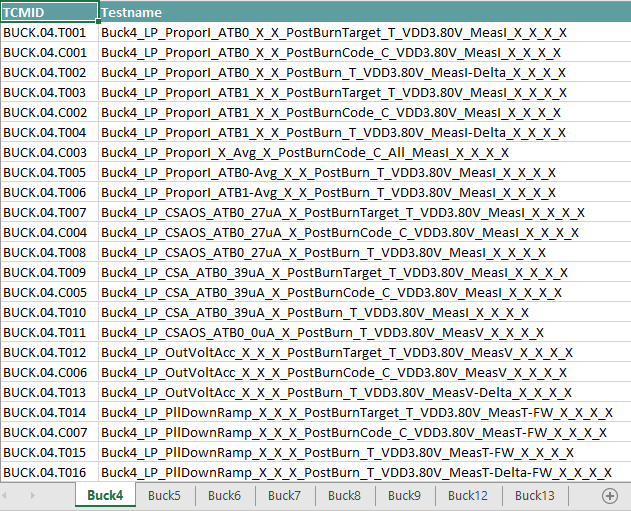 TCMID Testname
BUCK.04.T001 Buck4_LP_ProporI_ATB0_X_X_PostBurnTarget_T_VDD3.80V_MeasI_X_X_X_X
BUCK.04.C001 Buck4_LP_ProporI_ATB0_X_X_PostBurnCode_C_VDD3.80V_MeasI_X_X_X_X
BUCK.04.T002 Buck4_LP_ProporI_ATB0_X_X_PostBurn_T_VDD3.80V_MeasI-Delta_X_X_X_X
BUCK.04.T003 Buck4_LP_ProporI_ATB1_X_X_PostBurnTarget_T_VDD3.80V_MeasI_X_X_X_X
BUCK.04.C002 Buck4_LP_ProporI_ATB1_X_X_PostBurnCode_C_VDD3.80V_MeasI_X_X_X_X
BUCK.04.T004 Buck4_LP_ProporI_ATB1_X_X_PostBurn_T_VDD3.80V_MeasI-Delta_X_X_X_X
BUCK.04.C003 Buck4_LP_ProporI_X_Avg_X_PostBurnCode_C_All_MeasI_X_X_X_X
BUCK.04.T005 Buck4_LP_ProporI_ATB0-Avg_X_X_PostBurn_T_VDD3.80V_MeasI_X_X_X_X
BUCK.04.T006 Buck4_LP_ProporI_ATB1-Avg_X_X_PostBurn_T_VDD3.80V_MeasI_X_X_X_X
BUCK.04.T007 Buck4_LP_CSAOS_ATB0_27uA_X_PostBurnTarget_T_VDD3.80V_MeasI_X_X_X_X
BUCK.04.C004 Buck4_LP_CSAOS_ATB0_27uA_X_PostBurnCode_C_VDD3.80V_MeasI_X_X_X_X
BUCK.04.T008 Buck4_LP_CSAOS_ATB0_27uA_X_PostBurn_T_VDD3.80V_MeasI_X_X_X_X
BUCK.04.T009 Buck4_LP_CSA_ATB0_39uA_X_PostBurnTarget_T_VDD3.80V_MeasI_X_X_X_X
BUCK.04.C005 Buck4_LP_CSA_ATB0_39uA_X_PostBurnCode_C_VDD3.80V_MeasI_X_X_X_X
BUCK.04.T010 Buck4_LP_CSA_ATB0_39uA_X_PostBurn_T_VDD3.80V_MeasI_X_X_X_X
BUCK.04.T011 Buck4_LP_CSAOS_ATB0_0uA_X_PostBurn_T_VDD3.80V_MeasV_X_X_X_X
BUCK.04.T012 Buck4_LP_OutVoltAcc_X_X_X_PostBurnTarget_T_VDD3.80V_MeasV_X_X_X_X
BUCK.04.C006 Buck4_LP_OutVoltAcc_X_X_X_PostBurnCode_C_VDD3.80V_MeasV_X_X_X_X
BUCK.04.T013 Buck4_LP_OutVoltAcc_X_X_X_PostBurn_T_VDD3.80V_MeasV-Delta_X_X_X_X
BUCK.04.T014 Buck4_LP_PllDownRamp_X_X_X_PostBurnTarget_T_VDD3.80V_MeasT-FW_X_X_X_X
BUCK.04.C007 Buck4_LP_PllDownRamp_X_X_X_PostBurnCode_C_VDD3.80V_MeasT-FW_X_X_X_X
BUCK.04.T015 Buck4_LP_PllDownRamp_X_X_X_PostBurn_T_VDD3.80V_MeasT-FW_X_X_X_X
BUCK.04.T016 Buck4_LP_PllDownRamp_X_X_X_PostBurn_T_VDD3.80V_MeasT-Delta-FW_X_X_X_X
Buck4 Buck5 Buck6 Buck7 Buck8 Buck9 Buck12 Buck13